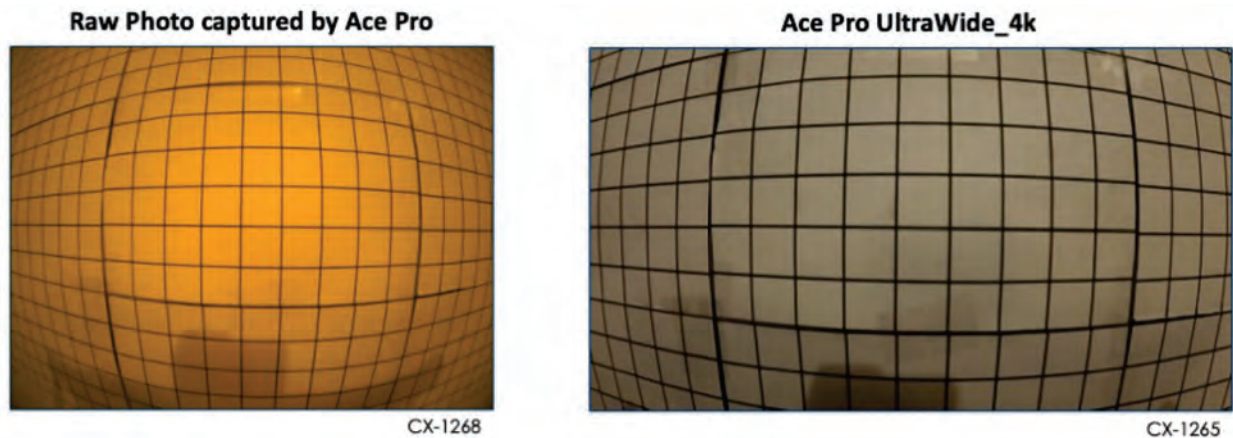 Raw Photo captured by Ace Pro
Ace Pro UltraWide_4k
CX-1268
CX-1265